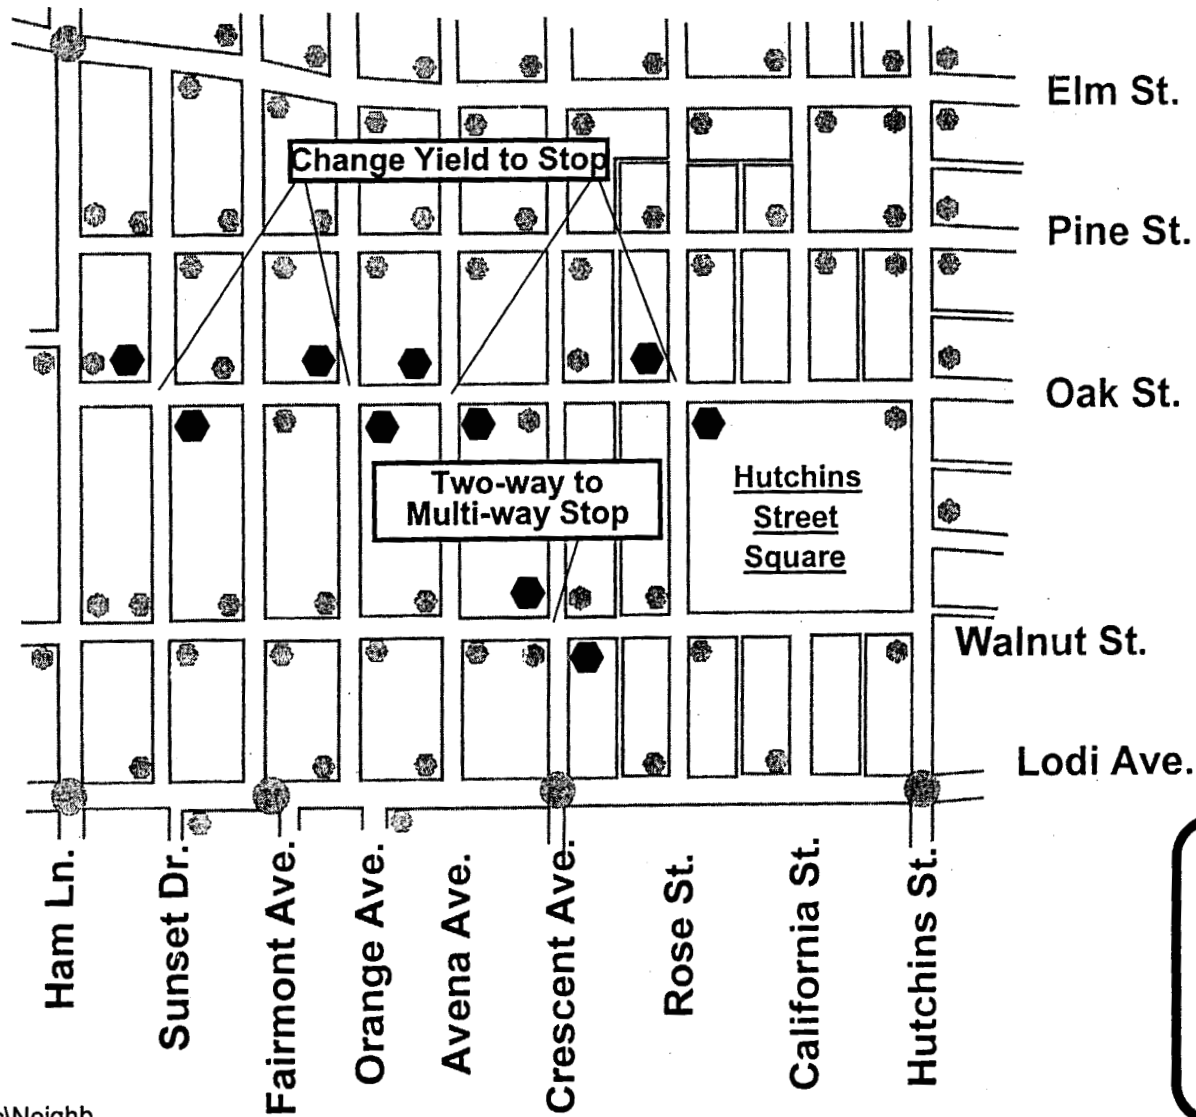 Elm St.
Change Yield to Stop
Pine St.
Oak St.
Two-way to
Multi-way Stop
Hutchins
Street
Square
Walnut St.
Lodi Ave.
Ham Ln.
Sunset Dr.
Fairmont Ave.
Orange Ave.
Avena Ave.
Crescent Ave.
Rose St.
California St.
Hutchins St.